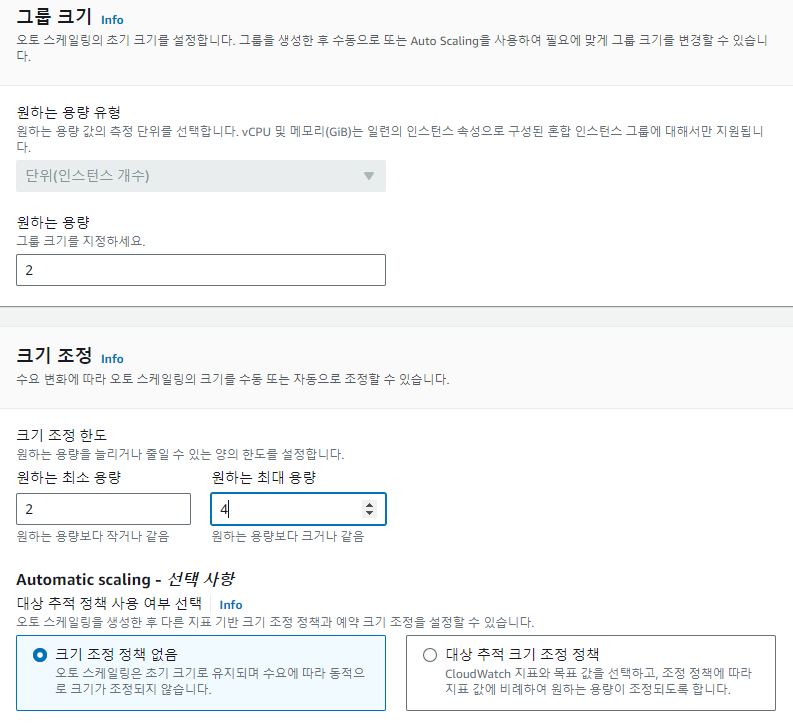 그룹 크기 Info
오토 스케일링의 초기 크기를 설정합니다. 그룹을 생성한 후 수동으로 또는 Auto Scaling을 사용하여 필요에 맞게 그룹 크기를 변경할 수 있습니
다.
원하는 용량 유형
원하는 용량 값의 측정 단위를 선택합니다. vCPU 및 메모리(GiB)는 일련의 인스턴스 속성으로 구성된 혼합 인스턴스 그룹에 대해서만 지원됩니
다.
단위(인스턴스 개수)
원하는 용량
그룹 크기를 지정하세요.
2
크기 조정 Info
수요 변화에 따라 오토 스케일링의 크기를 수동 또는 자동으로 조정할 수 있습니다.
크기 조정 한도
원하는 용량을 늘리거나 줄일 수 있는 양의 한도를 설정합니다.
원하는 최소 용량
2
원하는 용량보다 작거나 같음
원하는 최대 용량
4
원하는 용량보다 크거나 같음
Automatic scaling - 선택 사항
대상 추적 정책 사용 여부 선택 Info
오토 스케일링을 생성한 후 다른 지표 기반 크기 조정 정책과 예약 크기 조정을 설정할 수 있습니다.
크기 조정 정책 없음
오토 스케일링은 초기 크기로 유지되며 수요에 따라 동적으
로 크기가 조정되지 않습니다.
대상 추적 크기 조정 정책
CloudWatch 지표와 목표 값을 선택하고, 조정 정책에 따라
지표 값에 비례하여 원하는 용량이 조정되도록 합니다.